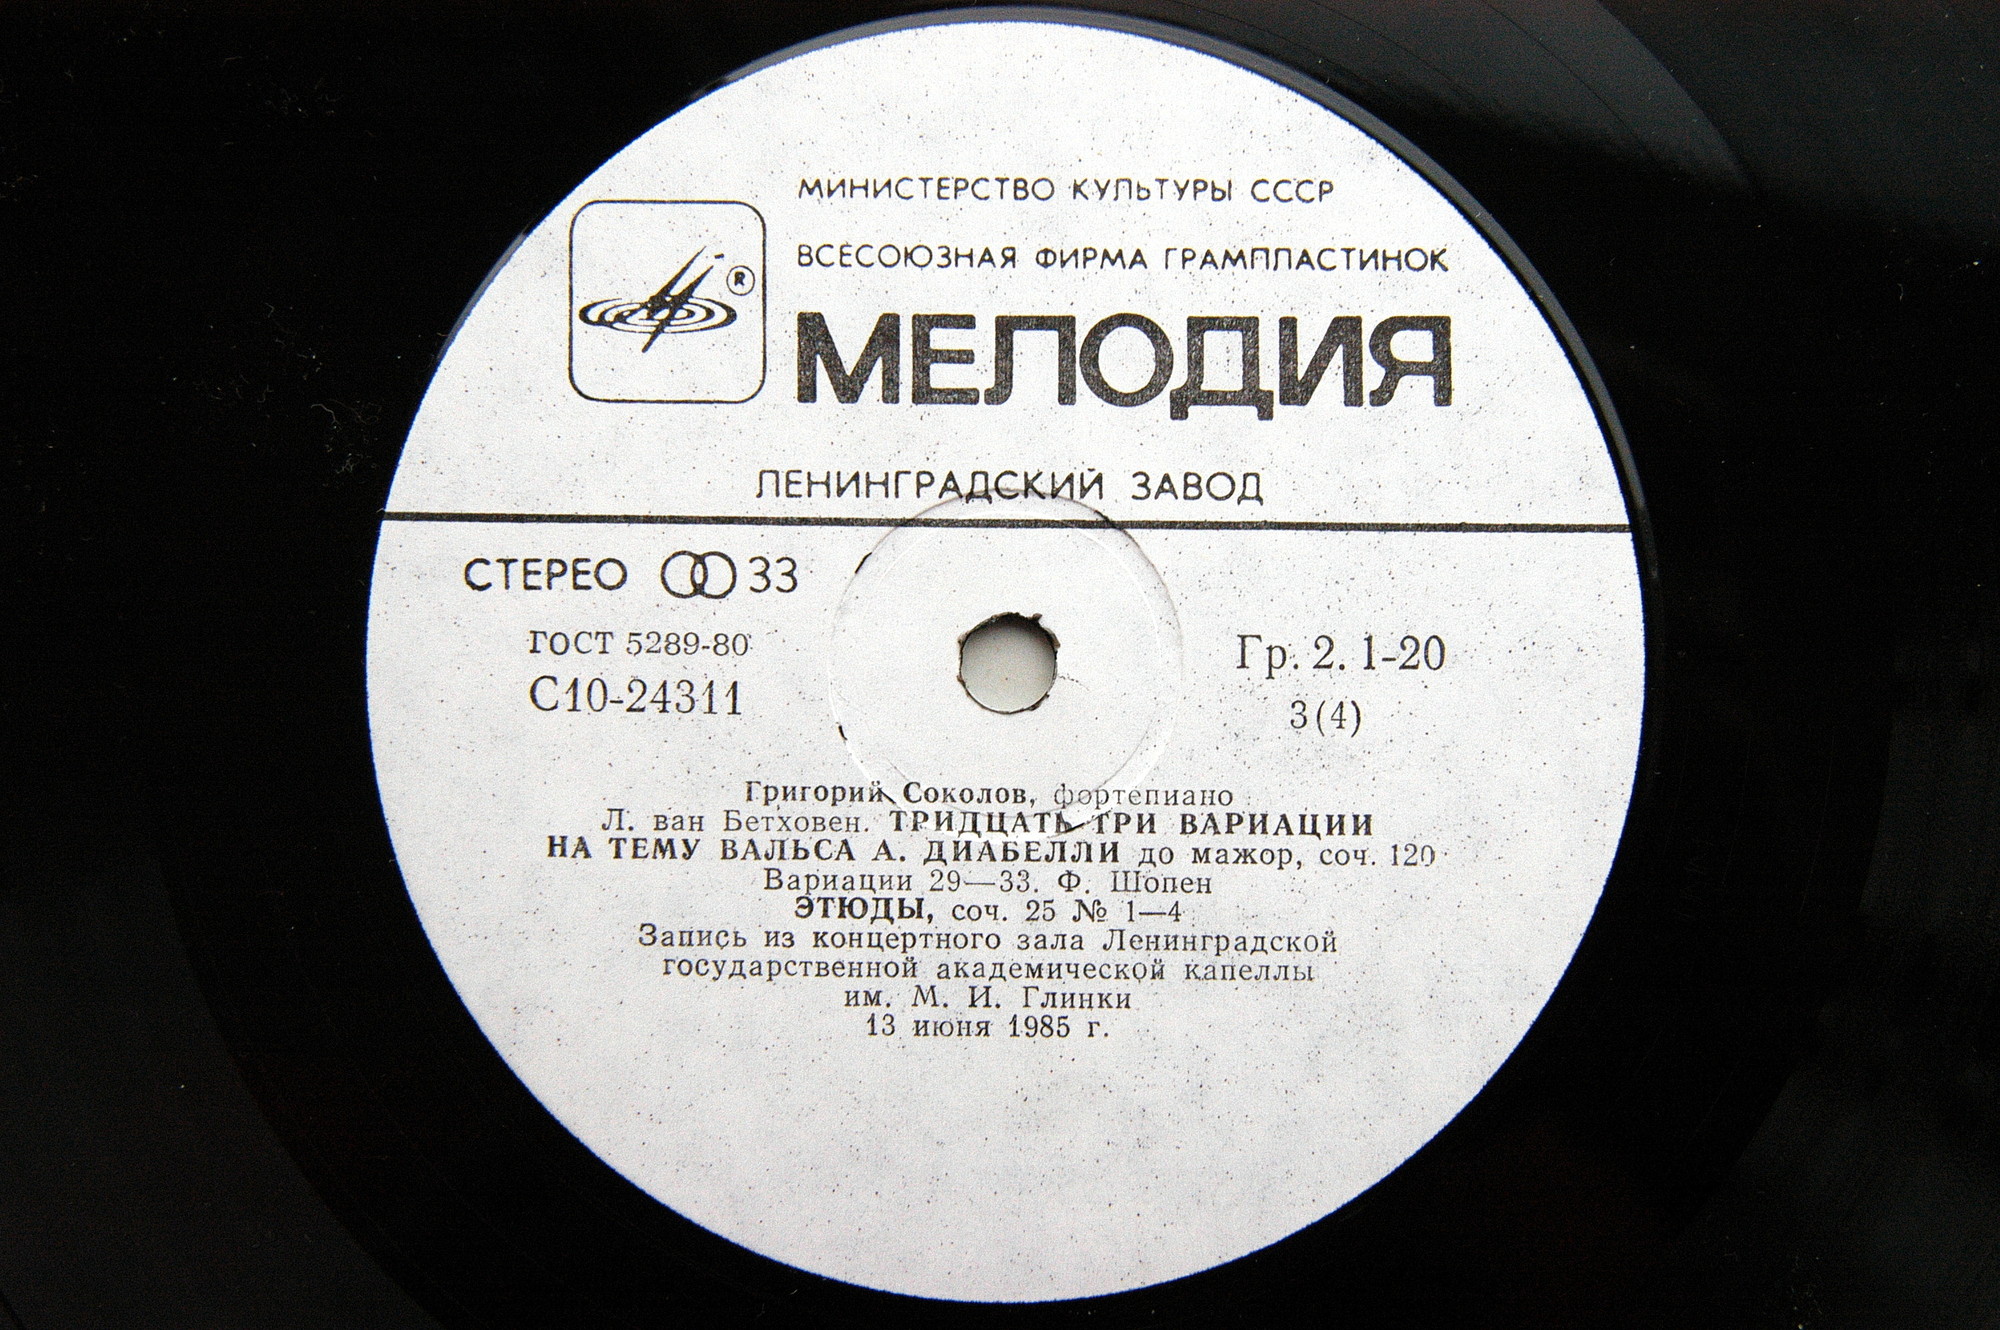 МИНИСТЕРСТВО КУЛЬТУРЫ СССР
ВСЕСОЮЗНАЯ ФИРМА ГРАМПЛАСТИНОК
®
МЕЛОДИЯ
ЛЕНИНГРАДСКИЙ ЗАВОД
СТЕРЕО 33
ГОСТ 5289-80
С10-24311
Гр. 2. 1-20
3(4)
Григорий Соколов, фортепиано
Л. ван Бетховен. ТРИДЦАТЬ ТРИ ВАРИАЦИИ
НА ТЕМУ ВАЛЬСА А. ДИАБЕЛЛИ до мажор, соч. 120
Вариации 29—33. Ф. Шопен
ЭТЮДЫ, соч. 25 № 1—4
Запись из концертного зала Ленинградской
государственной академической капеллы
им. М. И. Глинки
13 июня 1985 г.